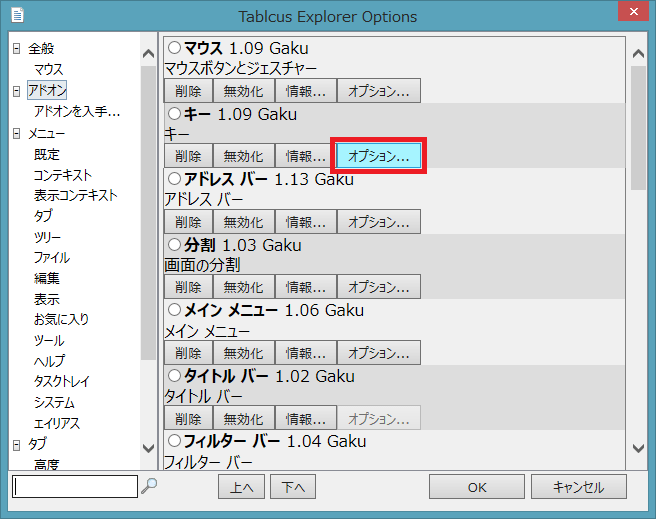 Tablcus Explorer Options
全般
マウス
アドオン
アドオンを入手...
メニュー
既定
コンテキスト
表示コンテキスト
タブ
ツリー
ファイル
編集
表示
お気に入り
ツール
ヘルプ
タスクトレイ
システム
エイリアス
タブ
高度
マウス 1.09 Gaku
マウスボタンとジェスチャー
削除 無効化 情報... オプション...
キー 1.09 Gaku
キー
削除 無効化 情報... オプション...
アドレス バー 1.13 Gaku
アドレス バー
削除 無効化 情報... オプション...
分割 1.03 Gaku
画面の分割
削除 無効化 情報... オプション...
メイン メニュー 1.06 Gaku
メイン メニュー
削除 無効化 情報... オプション...
タイトル バー 1.02 Gaku
タイトル バー
削除 無効化 情報... オプション...
フィルター バー 1.04 Gaku
フィルター バー
上へ 下へ OK キャンセル